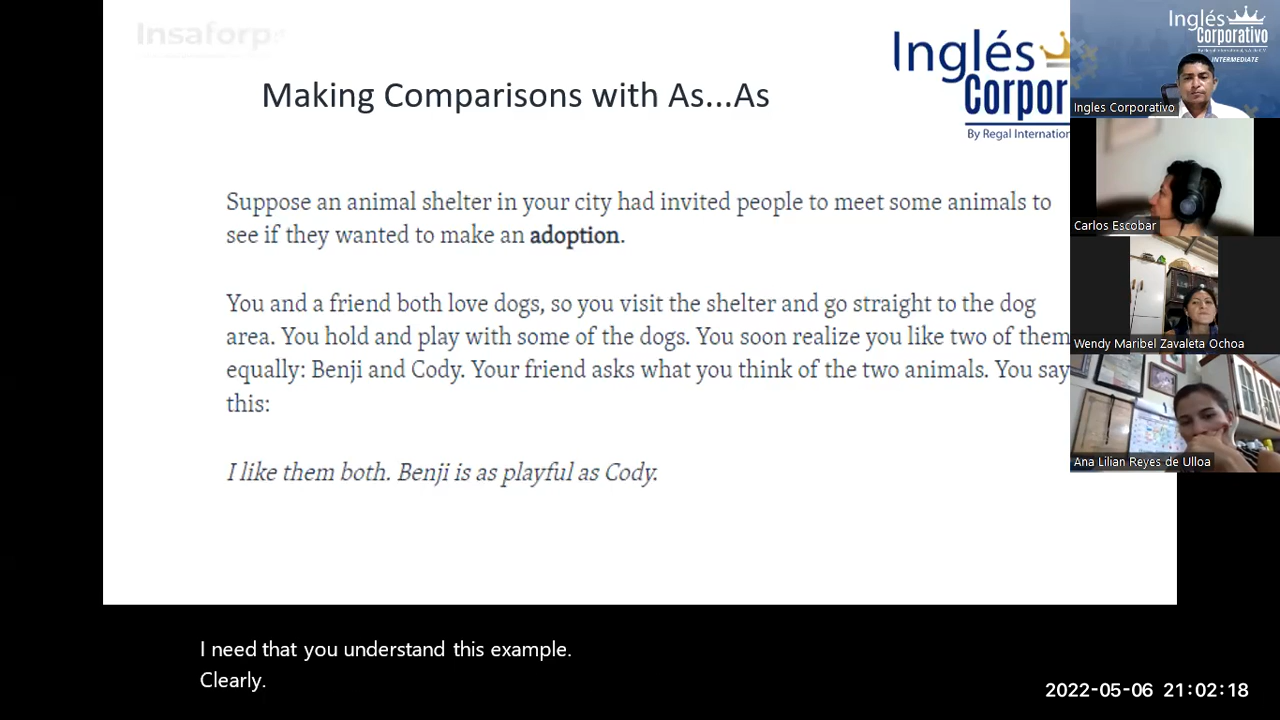 Insaforp
Inglés
Corpor
By Regal Internation
Making Comparisons with As...As
Suppose an animal shelter in your city had invited people to meet some animals to
see if they wanted to make an adoption.
You and a friend both love dogs, so you visit the shelter and go straight to the dog
area. You hold and play with some of the dogs. You soon realize you like two of them
equally: Benji and Cody. Your friend asks what you think of the two animals. You say
this:
I like them both. Benji is as playful as Cody.
Inglés
Corporativo
INTERMEDIATE
Ingles Corporativo
Carlos Escobar
Wendy Maribel Zavaleta Ochoa
Ana Lilian Reyes de Ulloa
I need that you understand this example.
Clearly.
2022-05-06 21:02:18